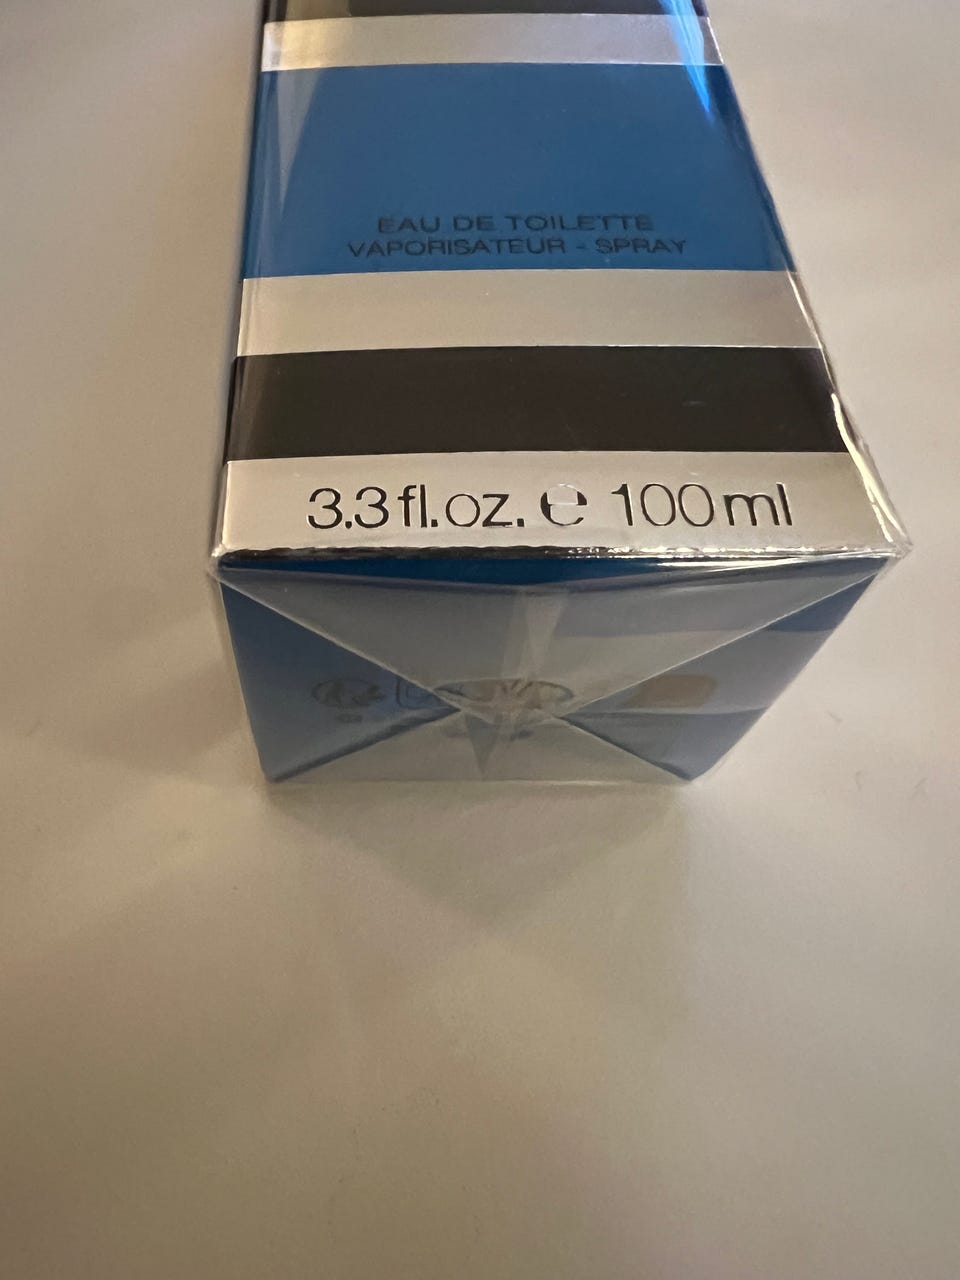 EAU DE TOILETTE
VAPORISATEUR - SPRAY
3.3 fl.oz. ℮ 100 ml